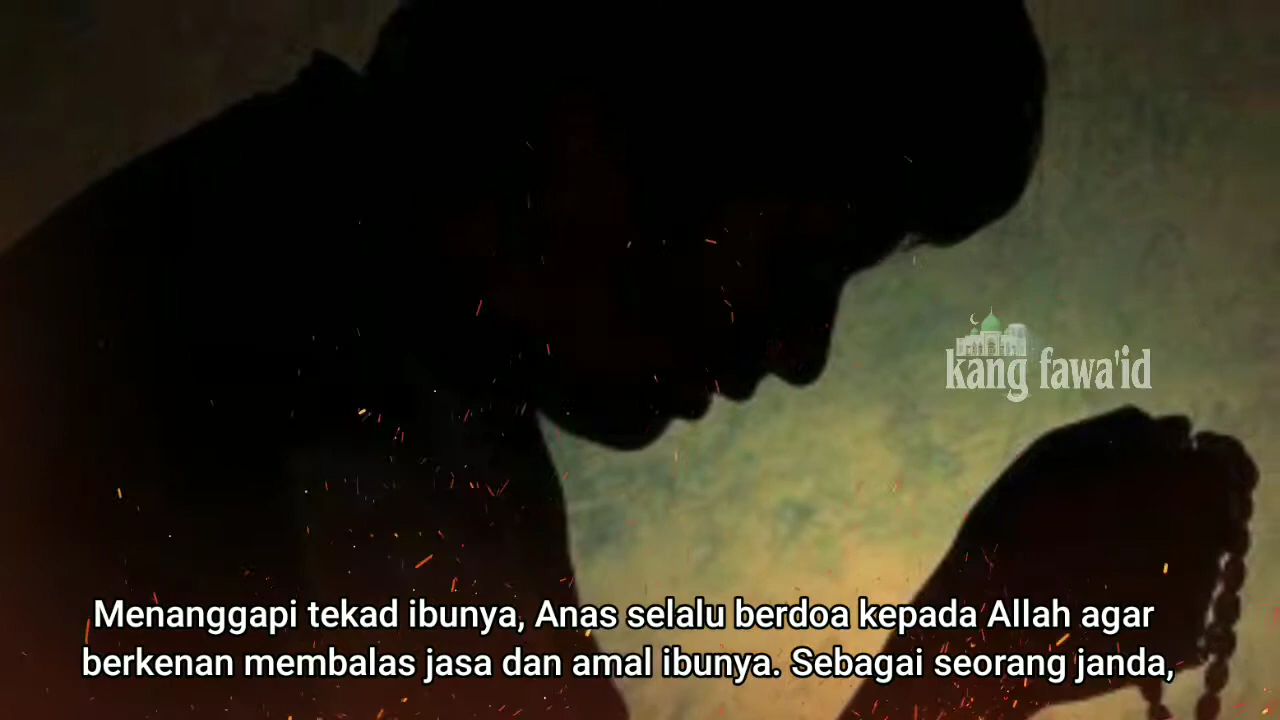 kang fawa'id
Menanggapi tekad ibunya, Anas selalu berdoa kepada Allah agar
berkenan membalas jasa dan amal ibunya. Sebagai seorang janda,